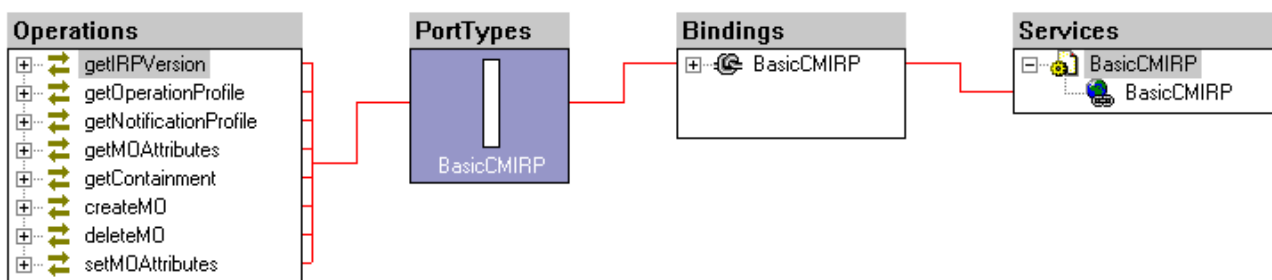 Operations
getIRPVersion
getOperationProfile
getNotificationProfile
getMOAttributes
getContainment
createMO
deleteMO
setMOAttributes
PortTypes
BasicCMIRP
Bindings
BasicCMIRP
Services
BasicCMIRP
BasicCMIRP